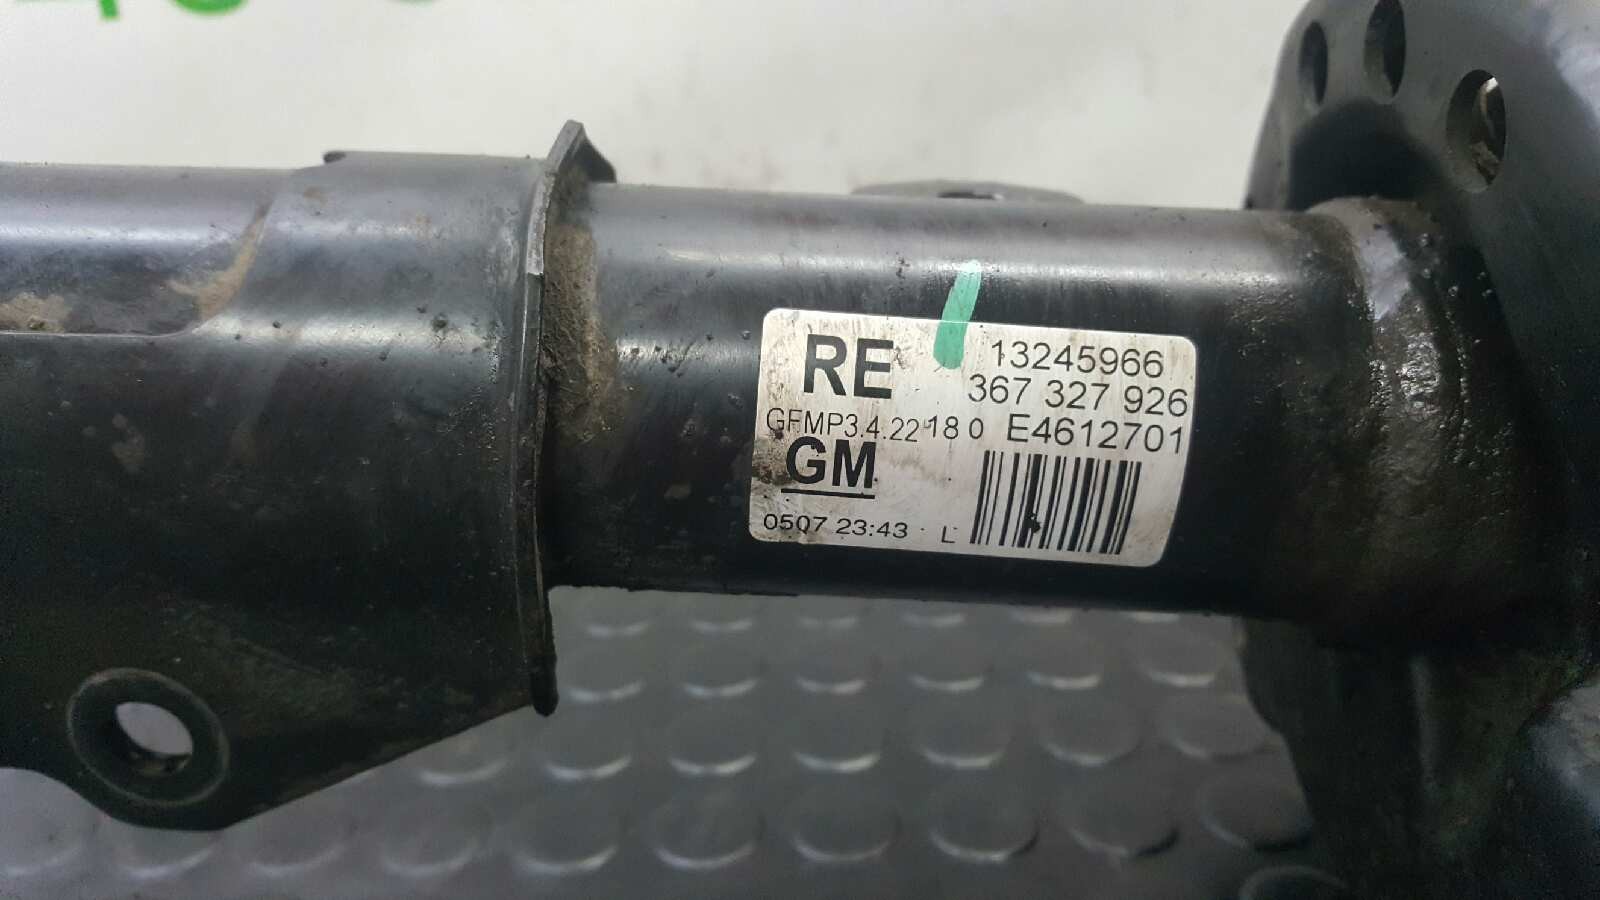 RE 13245966
367 327 926
GFMP3.4.22 18 0 E4612701
GM
0507 23:43 L